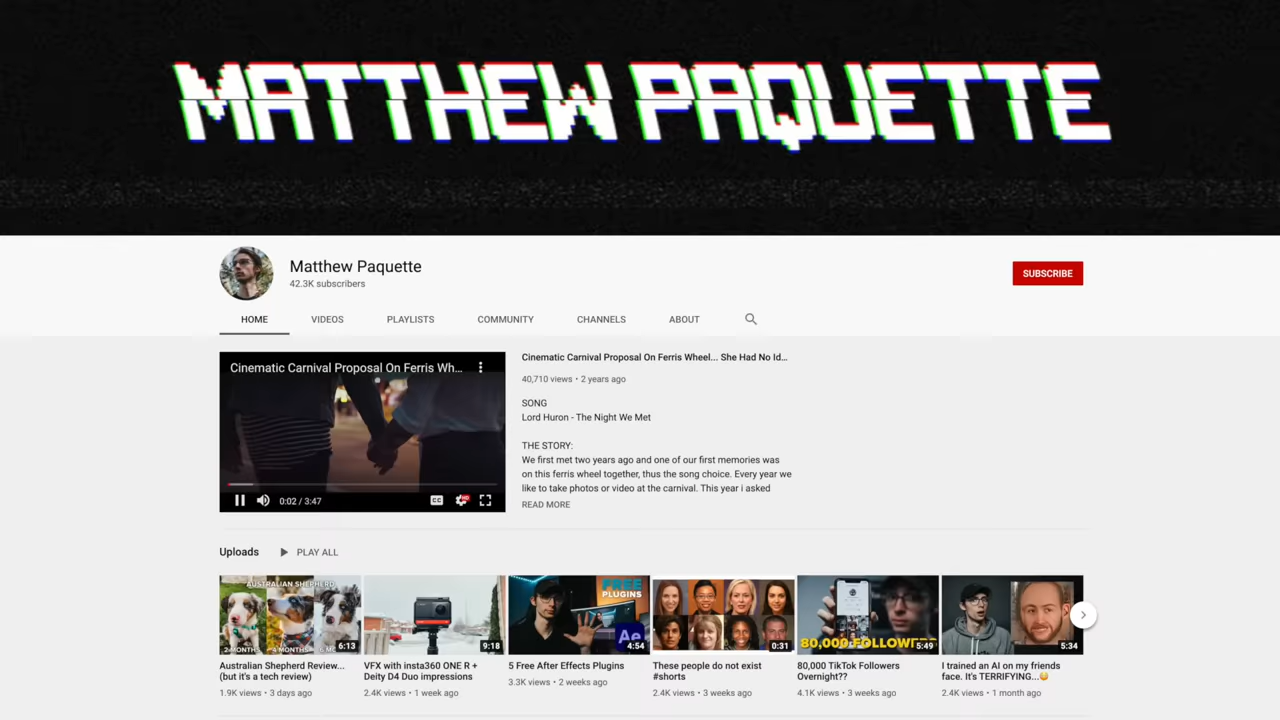 MATTHEW PAQUETTE
Matthew Paquette
42.3K subscribers
SUBSCRIBE
HOME
VIDEOS
PLAYLISTS
COMMUNITY
CHANNELS
ABOUT
Cinematic Carnival Proposal On Ferris Wh...
0:02 / 3:47
CC
HD
Cinematic Carnival Proposal On Ferris Wheel... She Had No Id...
40,710 views • 2 years ago
SONG
Lord Huron - The Night We Met
THE STORY:
We first met two years ago and one of our first memories was
on this ferris wheel together, thus the song choice. Every year we
like to take photos or video at the carnival. This year i asked
READ MORE
Uploads
PLAY ALL
AUSTRALIAN SHEPHERD
2 MONTHS
4 MONTHS
6:13
Australian Shepherd Review...
(but it's a tech review)
1.9K views • 3 days ago
9:18
VFX with insta360 ONE R +
Deity D4 Duo impressions
2.4K views • 1 week ago
FREE
PLUGINS
Ae
4:54
5 Free After Effects Plugins
3.3K views • 2 weeks ago
0:31
These people do not exist
#shorts
2.4K views • 3 weeks ago
80,000 FOLLOWERS
5:49
80,000 TikTok Followers
Overnight??
4.1K views • 3 weeks ago
5:34
I trained an AI on my friends
face. It's TERRIFYING...😳
2.4K views • 1 month ago